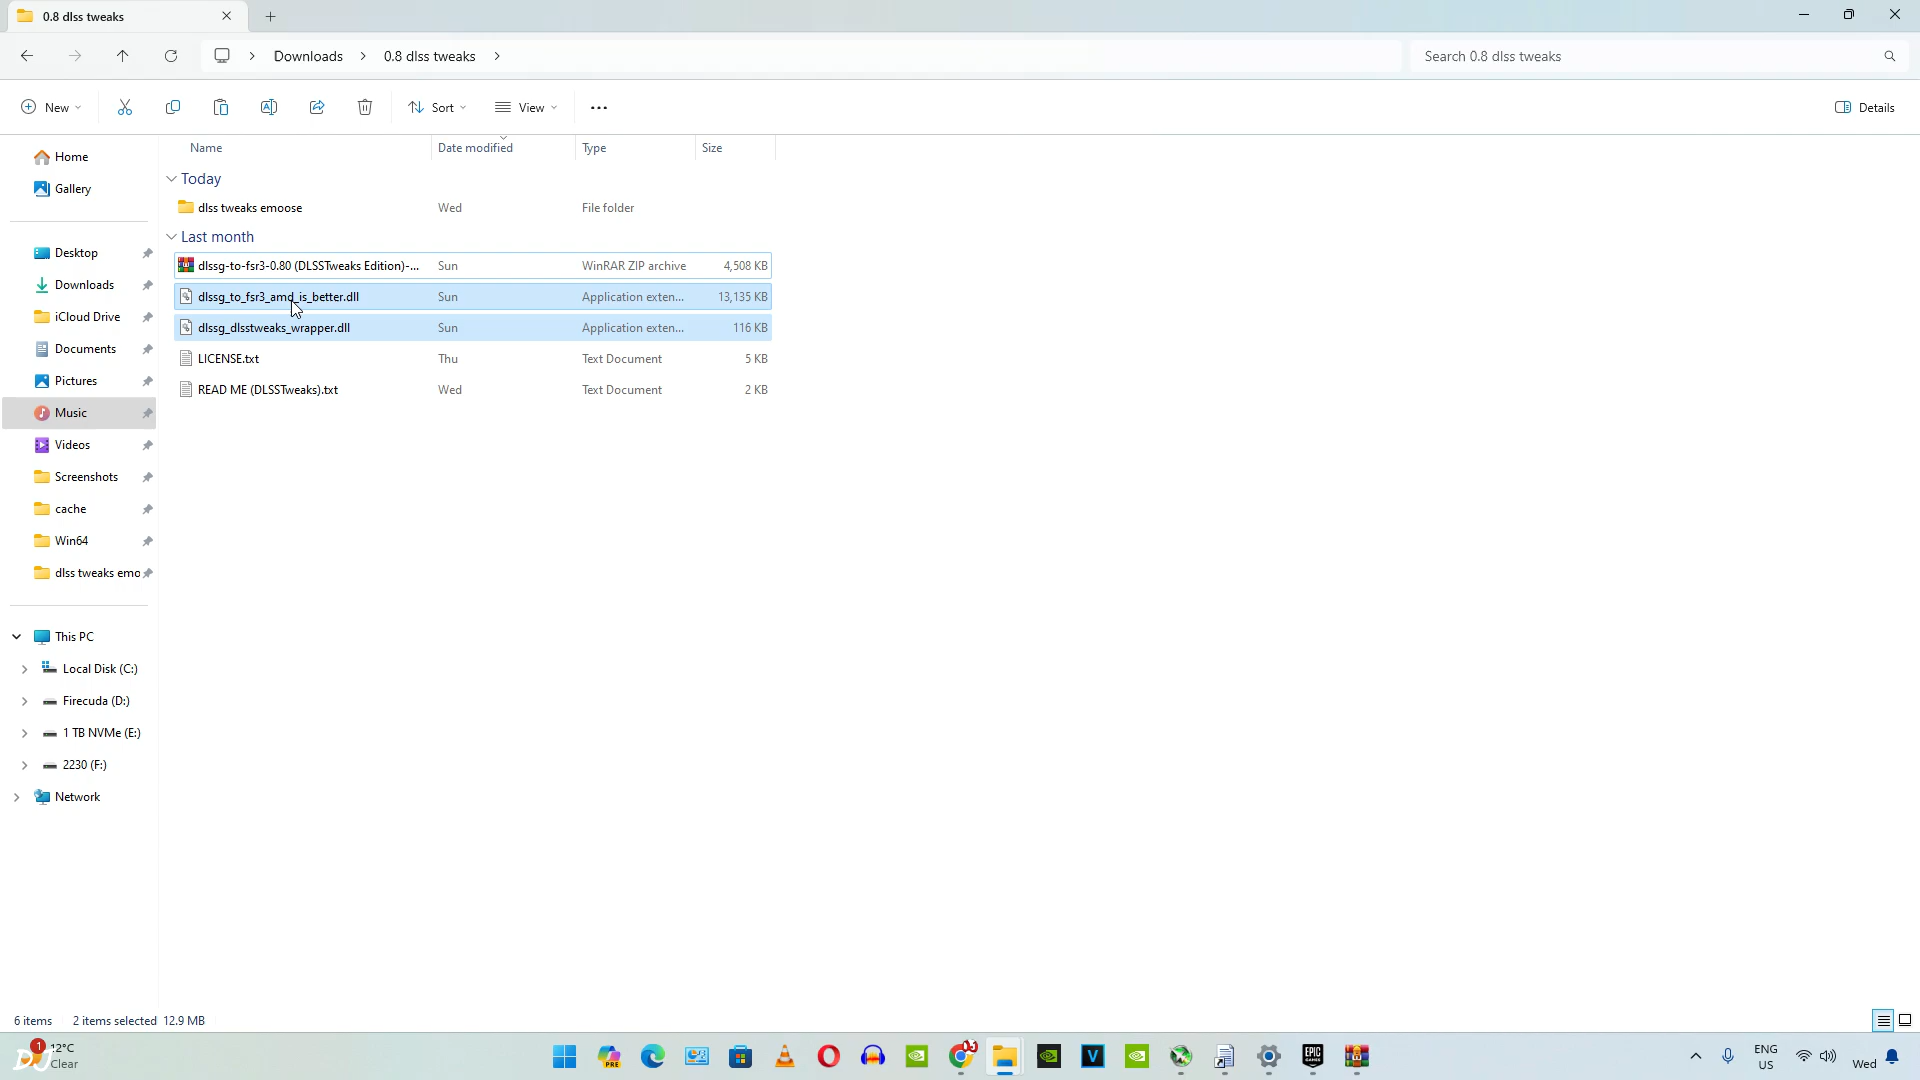 0.8 dlss tweaks
Downloads
0.8 dlss tweaks
Search 0.8 dlss tweaks
New
Sort
View
Details
Name
Date modified
Type
Size
Today
dlss tweaks emoose
Wed
File folder
Last month
dlssg-to-fsr3-0.80 (DLSSTweaks Edition)-...
Sun
WinRAR ZIP archive
4,508 KB
dlssg_to_fsr3_amd_is_better.dll
Sun
Application exten...
13,135 KB
dlssg_dlsstweaks_wrapper.dll
Sun
Application exten...
116 KB
LICENSE.txt
Thu
Text Document
5 KB
READ ME (DLSSTweaks).txt
Wed
Text Document
2 KB
Home
Gallery
Desktop
Downloads
iCloud Drive
Documents
Pictures
Music
Videos
Screenshots
cache
Win64
dlss tweaks emo
This PC
Local Disk (C:)
Firecuda (D:)
1 TB NVMe (E:)
2230 (F:)
Network
6 items
2 items selected 12.9 MB
1
12°C
Clear
PRE
3
V
EPIC
GAMES
ENG
US
Wed